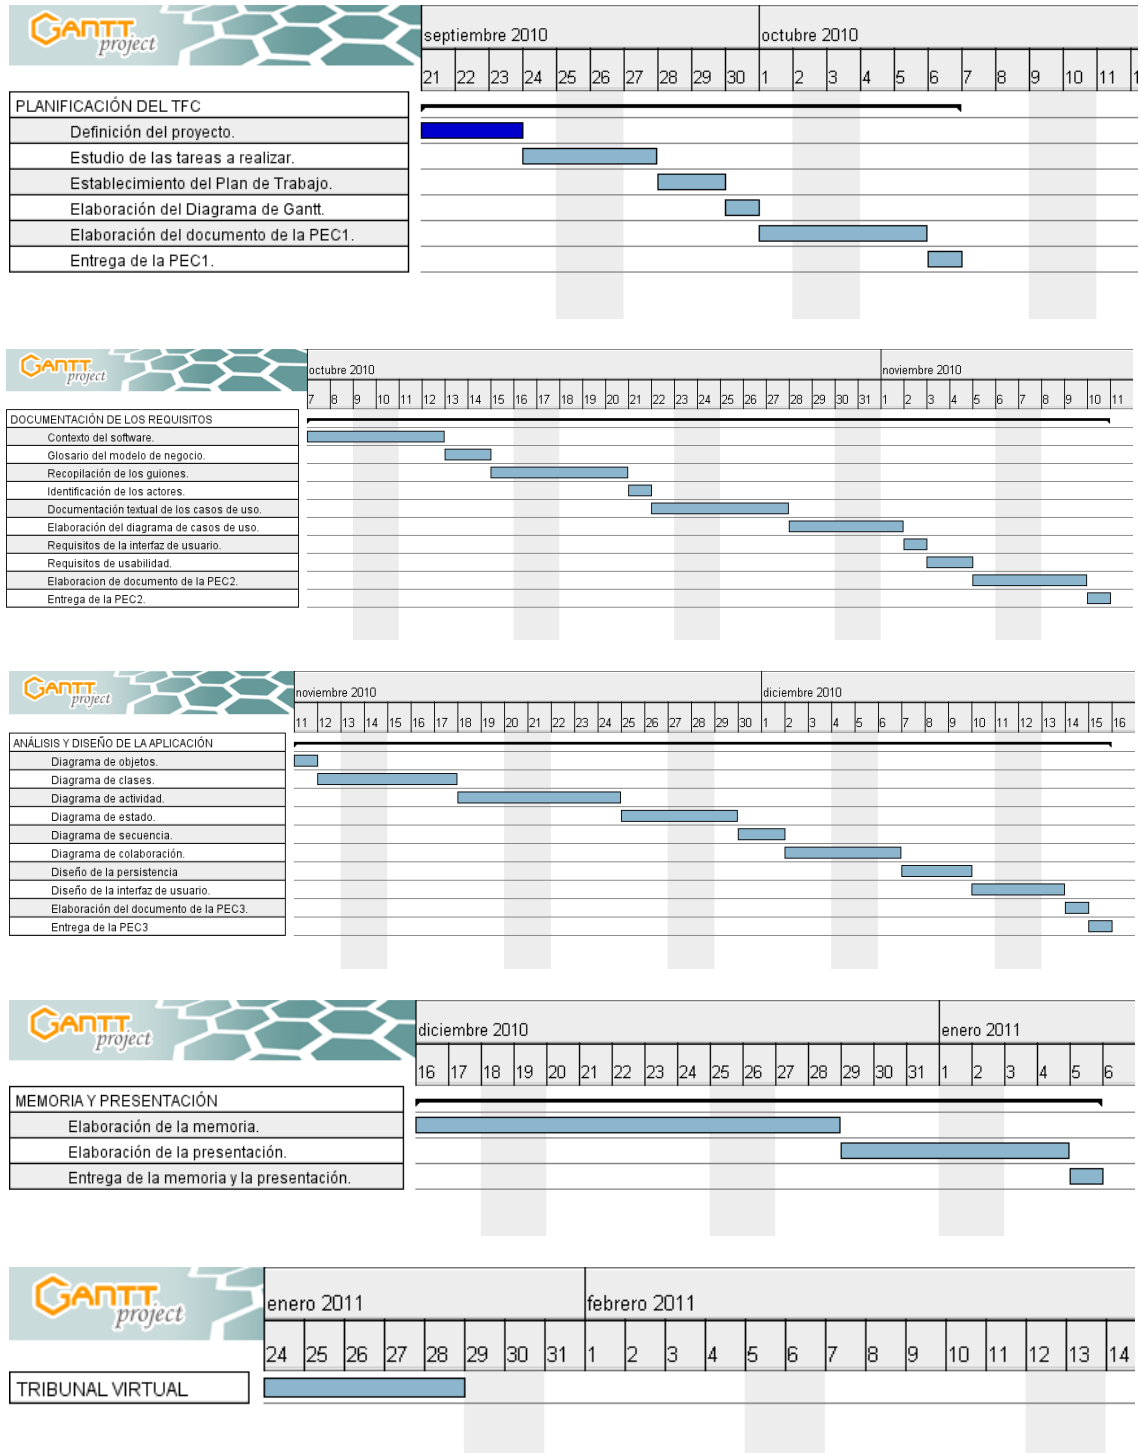 GANTT project
septiembre 2010 octubre 2010
21 22 23 24 25 26 27 28 29 30 1 2 3 4 5 6 7 8 9 10 11
PLANIFICACIÓN DEL TFC
Definición del proyecto.
Estudio de las tareas a realizar.
Establecimiento del Plan de Trabajo.
Elaboración del Diagrama de Gantt.
Elaboración del documento de la PEC1.
Entrega de la PEC1.
GANTT project
octubre 2010 noviembre 2010
7 8 9 10 11 12 13 14 15 16 17 18 19 20 21 22 23 24 25 26 27 28 29 30 31 1 2 3 4 5 6 7 8 9 10 11
DOCUMENTACIÓN DE LOS REQUISITOS
Contexto del software.
Glosario del modelo de negocio.
Recopilación de los guiones.
Identificación de los actores.
Documentación textual de los casos de uso.
Elaboración del diagrama de casos de uso.
Requisitos de la interfaz de usuario.
Requisitos de usabilidad.
Elaboracion de documento de la PEC2.
Entrega de la PEC2.
GANTT project
noviembre 2010 diciembre 2010
11 12 13 14 15 16 17 18 19 20 21 22 23 24 25 26 27 28 29 30 1 2 3 4 5 6 7 8 9 10 11 12 13 14 15 16
ANÁLISIS Y DISEÑO DE LA APLICACIÓN
Diagrama de objetos.
Diagrama de clases.
Diagrama de actividad.
Diagrama de estado.
Diagrama de secuencia.
Diagrama de colaboración.
Diseño de la persistencia
Diseño de la interfaz de usuario.
Elaboración del documento de la PEC3.
Entrega de la PEC3
GANTT project
diciembre 2010 enero 2011
16 17 18 19 20 21 22 23 24 25 26 27 28 29 30 31 1 2 3 4 5 6
MEMORIA Y PRESENTACIÓN
Elaboración de la memoria.
Elaboración de la presentación.
Entrega de la memoria y la presentación.
GANTT project
enero 2011 febrero 2011
24 25 26 27 28 29 30 31 1 2 3 4 5 6 7 8 9 10 11 12 13 14
TRIBUNAL VIRTUAL